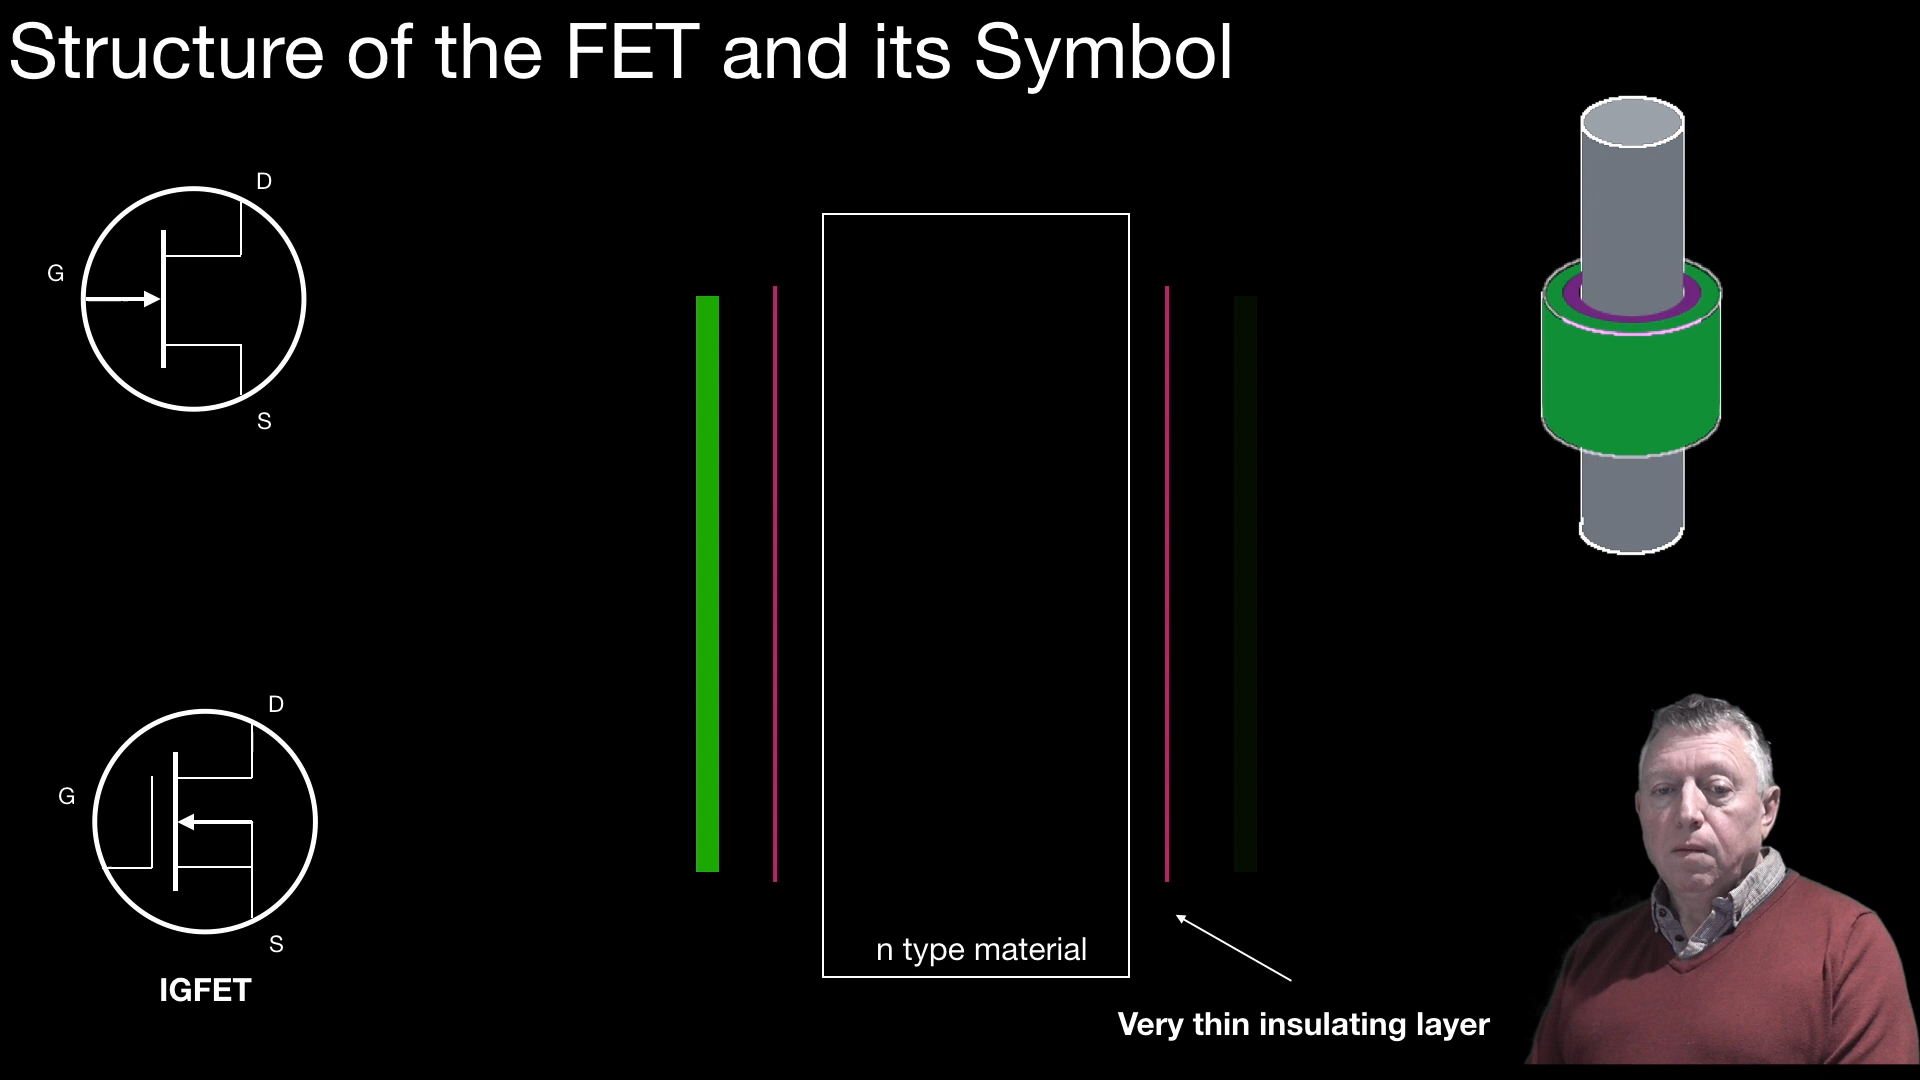 Structure of the FET and its Symbol
D
G
S
D
G
S
IGFET
n type material
Very thin insulating layer